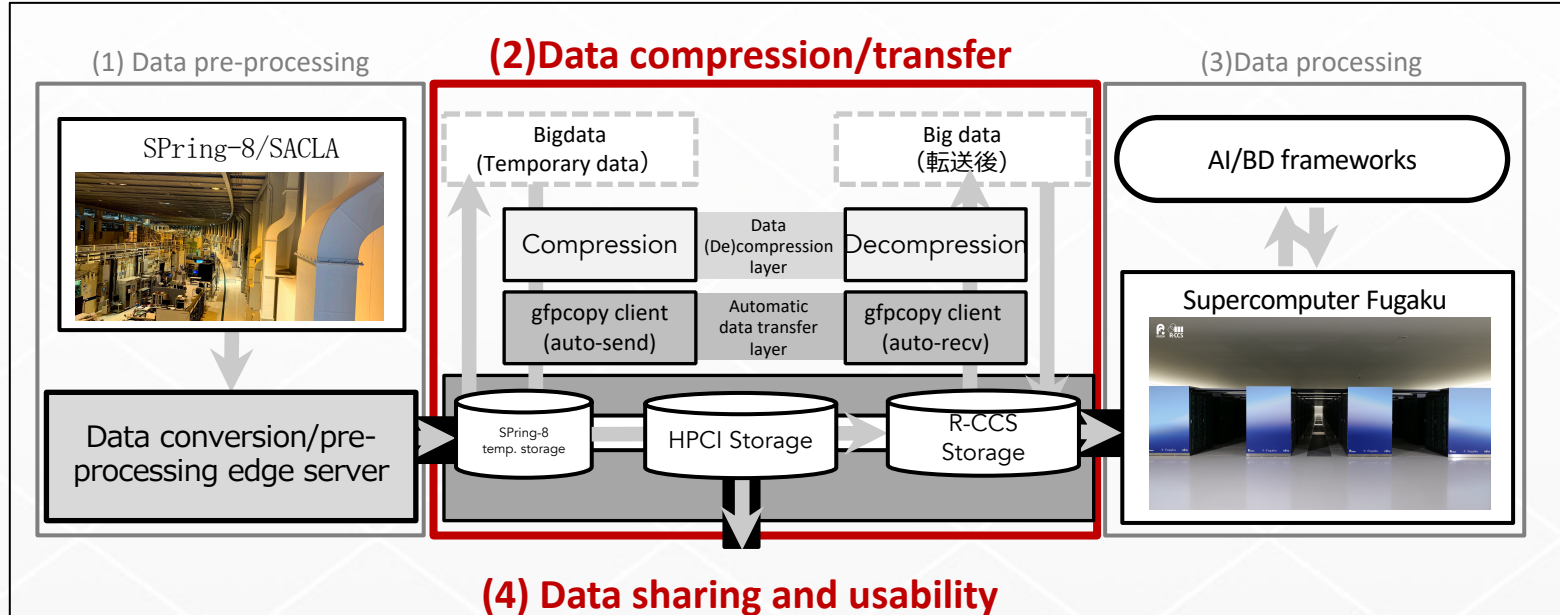 (1) Data pre-processing
SPring-8/SACLA
Data conversion/pre-
processing edge server
(2)Data compression/transfer
Bigdata
(Temporary data）
Big data
（転送後）
Compression
Data
(De)compression
layer
Decompression
gfpcopy client
(auto-send)
Automatic
data transfer
layer
gfpcopy client
(auto-recv)
SPring-8
temp. storage
HPCI Storage
R-CCS
Storage
(3)Data processing
AI/BD frameworks
Supercomputer Fugaku
R-CCS
(4) Data sharing and usability